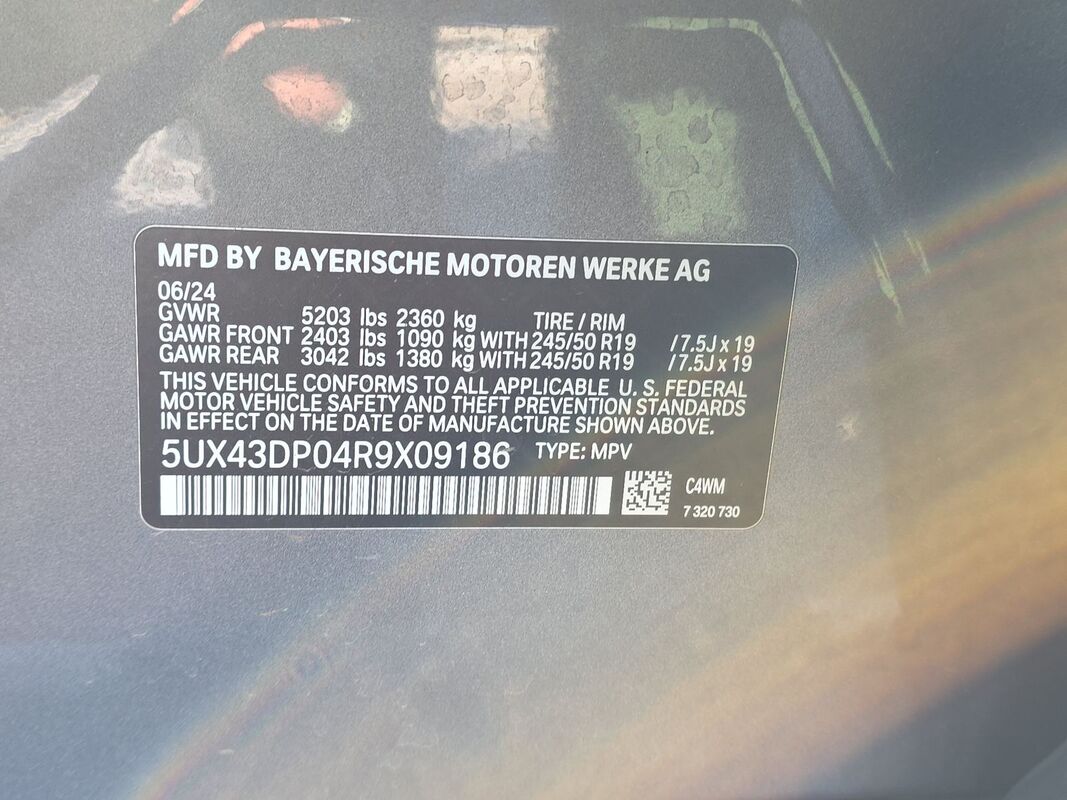 MFD BY BAYERISCHE MOTOREN WERKE AG
06/24
GVWR 5203 lbs 2360 kg TIRE / RIM
GAWR FRONT 2403 lbs 1090 kg WITH 245/50 R19 /7.5J x 19
GAWR REAR 3042 lbs 1380 kg WITH 245/50 R19 /7.5J x 19
THIS VEHICLE CONFORMS TO ALL APPLICABLE U. S. FEDERAL
MOTOR VEHICLE SAFETY AND THEFT PREVENTION STANDARDS
IN EFFECT ON THE DATE OF MANUFACTURE SHOWN ABOVE.
5UX43DP04R9X09186 TYPE: MPV
C4WM
7 320 730